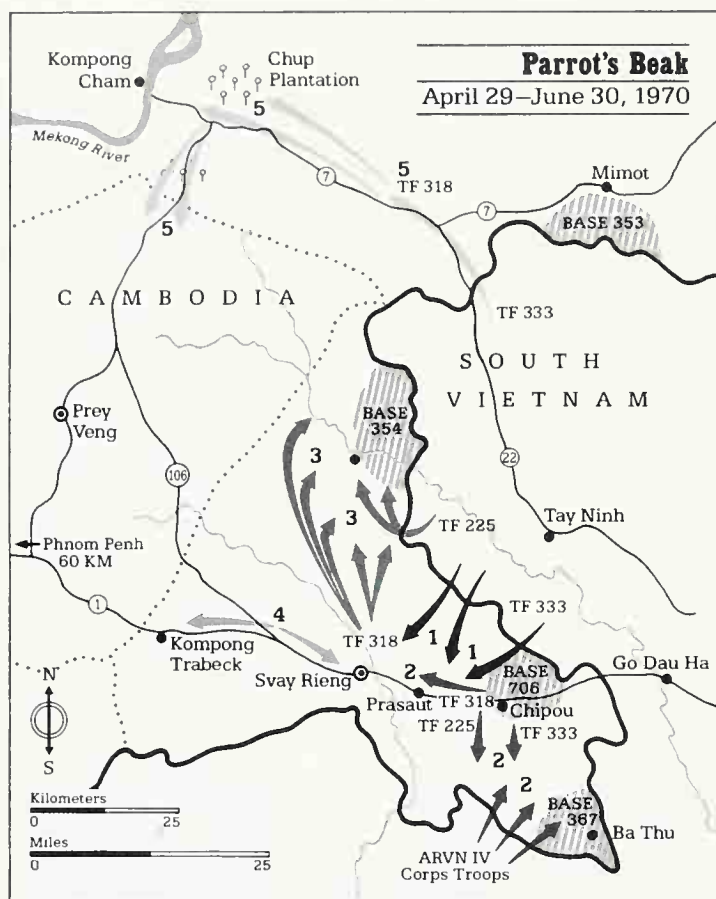 Parrot's Beak
April 29–June 30, 1970
Kompong
Cham
Chup
Plantation
5
Mekong River
7
5
TF 318
7
Mimot
BASE 353
5
CAMBODIA
TF 333
SOUTH
VIETNAM
BASE
354
Prey
Veng
3
106
3
22
TF 225
Tay Ninh
Phnom Penh
60 KM
1
4
TF 318
1
1
TF 333
Kompong
Trabeck
Svay Rieng
2
BASE
706
Go Dau Ha
Prasaut
TF 318
Chipou
TF 225
TF 333
N
S
2
2
Kilometers
0 25
Miles
0 25
BASE
367
Ba Thu
ARVN IV
Corps Troops